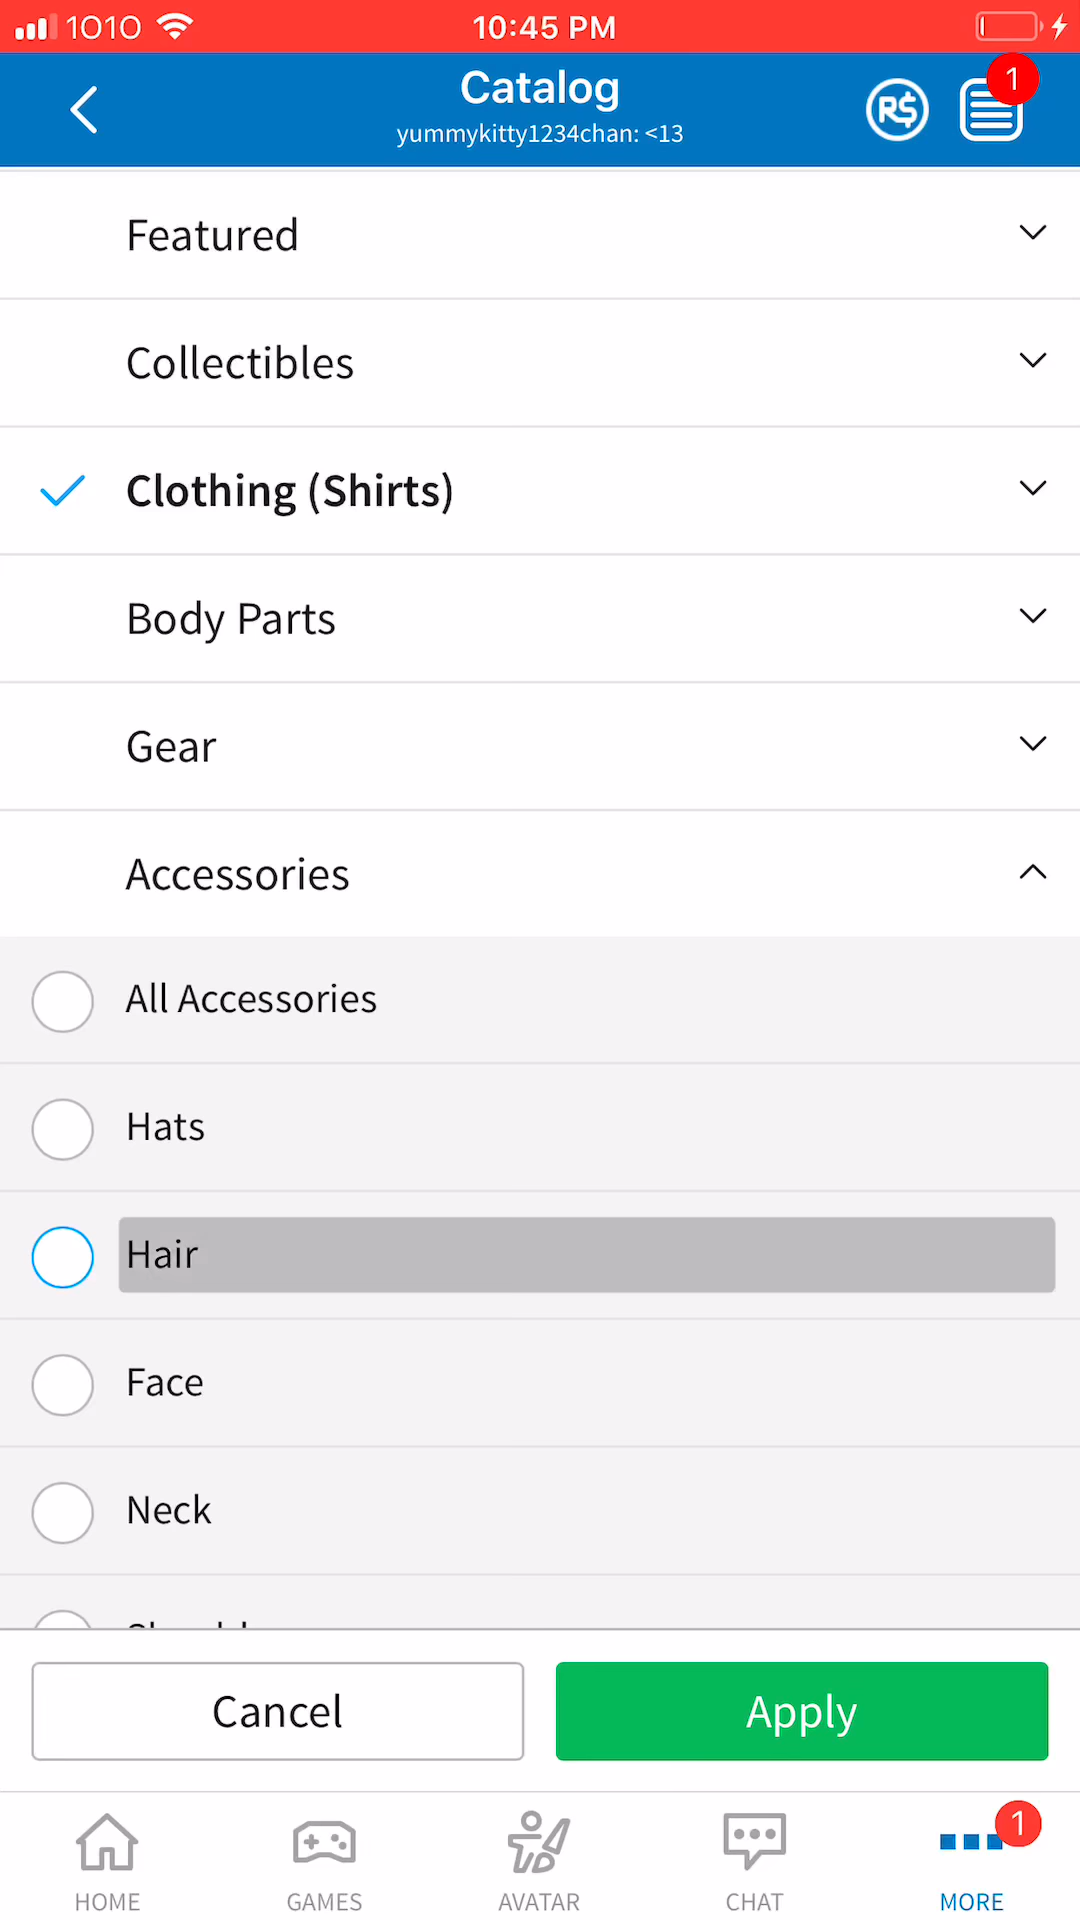 1O1O
10:45 PM
Catalog
yummykitty1234chan: <13
R$
1
Featured
Collectibles
Clothing (Shirts)
Body Parts
Gear
Accessories
All Accessories
Hats
Hair
Face
Neck
Cancel
Apply
1
HOME
GAMES
AVATAR
CHAT
MORE